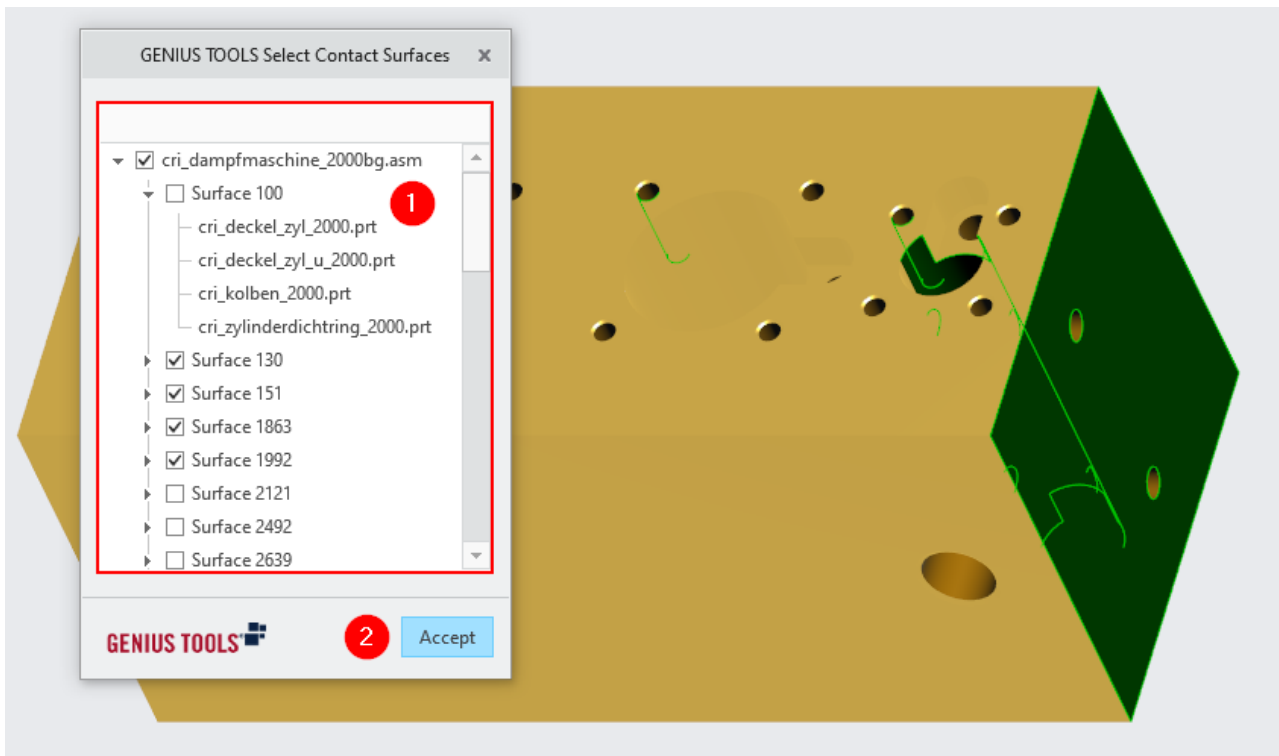 GENIUS TOOLS Select Contact Surfaces
cri_dampfmaschine_2000bg.asm
Surface 100
1
cri_deckel_zyl_2000.prt
cri_deckel_zyl_u_2000.prt
cri_kolben_2000.prt
cri_zylinderdichtring_2000.prt
Surface 130
Surface 151
Surface 1863
Surface 1992
Surface 2121
Surface 2492
Surface 2639
GENIUS TOOLS
2
Accept